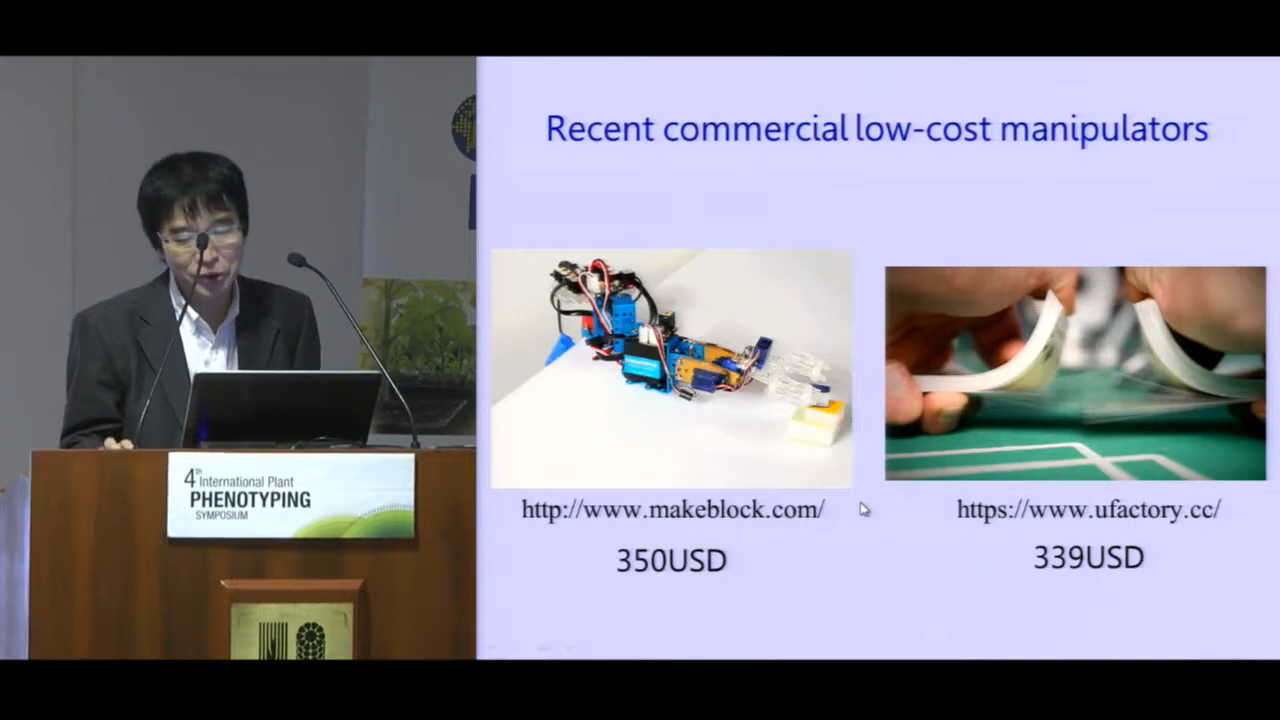 Recent commercial low-cost manipulators
http://www.makeblock.com/
350USD
https://www.ufactory.cc/
339USD
4th International Plant
PHENOTYPING
SYMPOSIUM